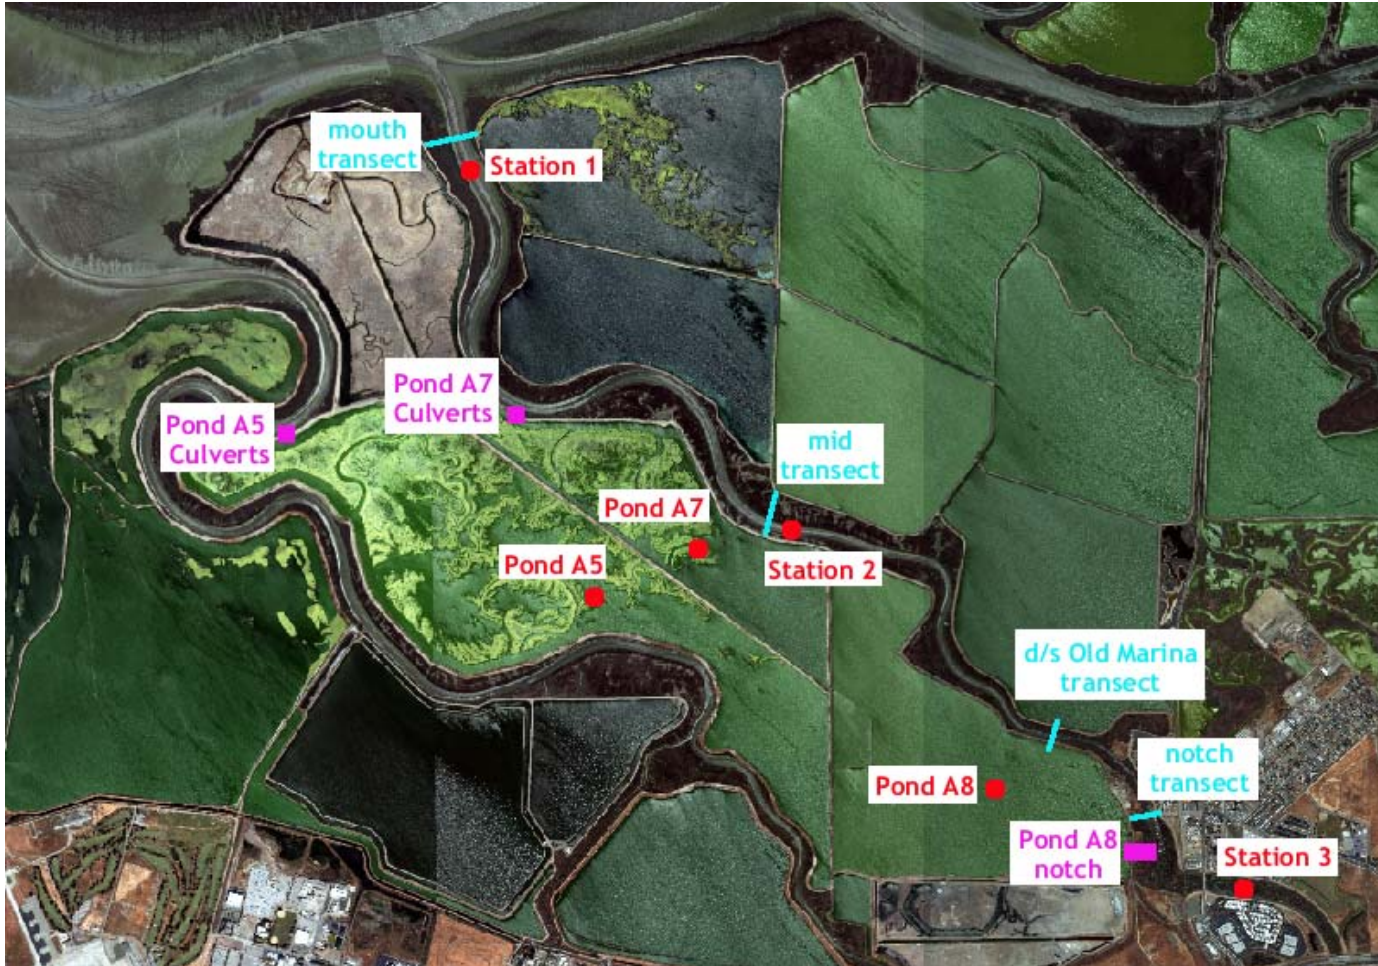 mouth
transect
Station 1
Pond A7
Culverts
Pond A5
Culverts
mid
transect
Pond A7
Station 2
Pond A5
d/s Old Marina
transect
notch
transect
Pond A8
Pond A8
notch
Station 3